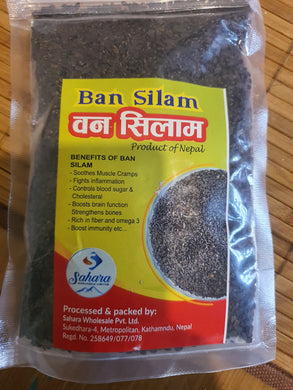 Ban Silam
वन सिलाम
Product of Nepal
BENEFITS OF BAN
SILAM
- Soothes Muscle Cramps
- Fights inflammation
- Controls blood sugar &
Cholesteral
- Boosts brain function
Strengthens bones
- Rich in fiber and omega 3
- Boost immunity etc...
Sahara
Processed & packed by:
Sahara Wholesale Pvt. Ltd.
Sukedhara-4, Metropolitan, Kathamndu, Nepal
Regd. No. 258649/077/078